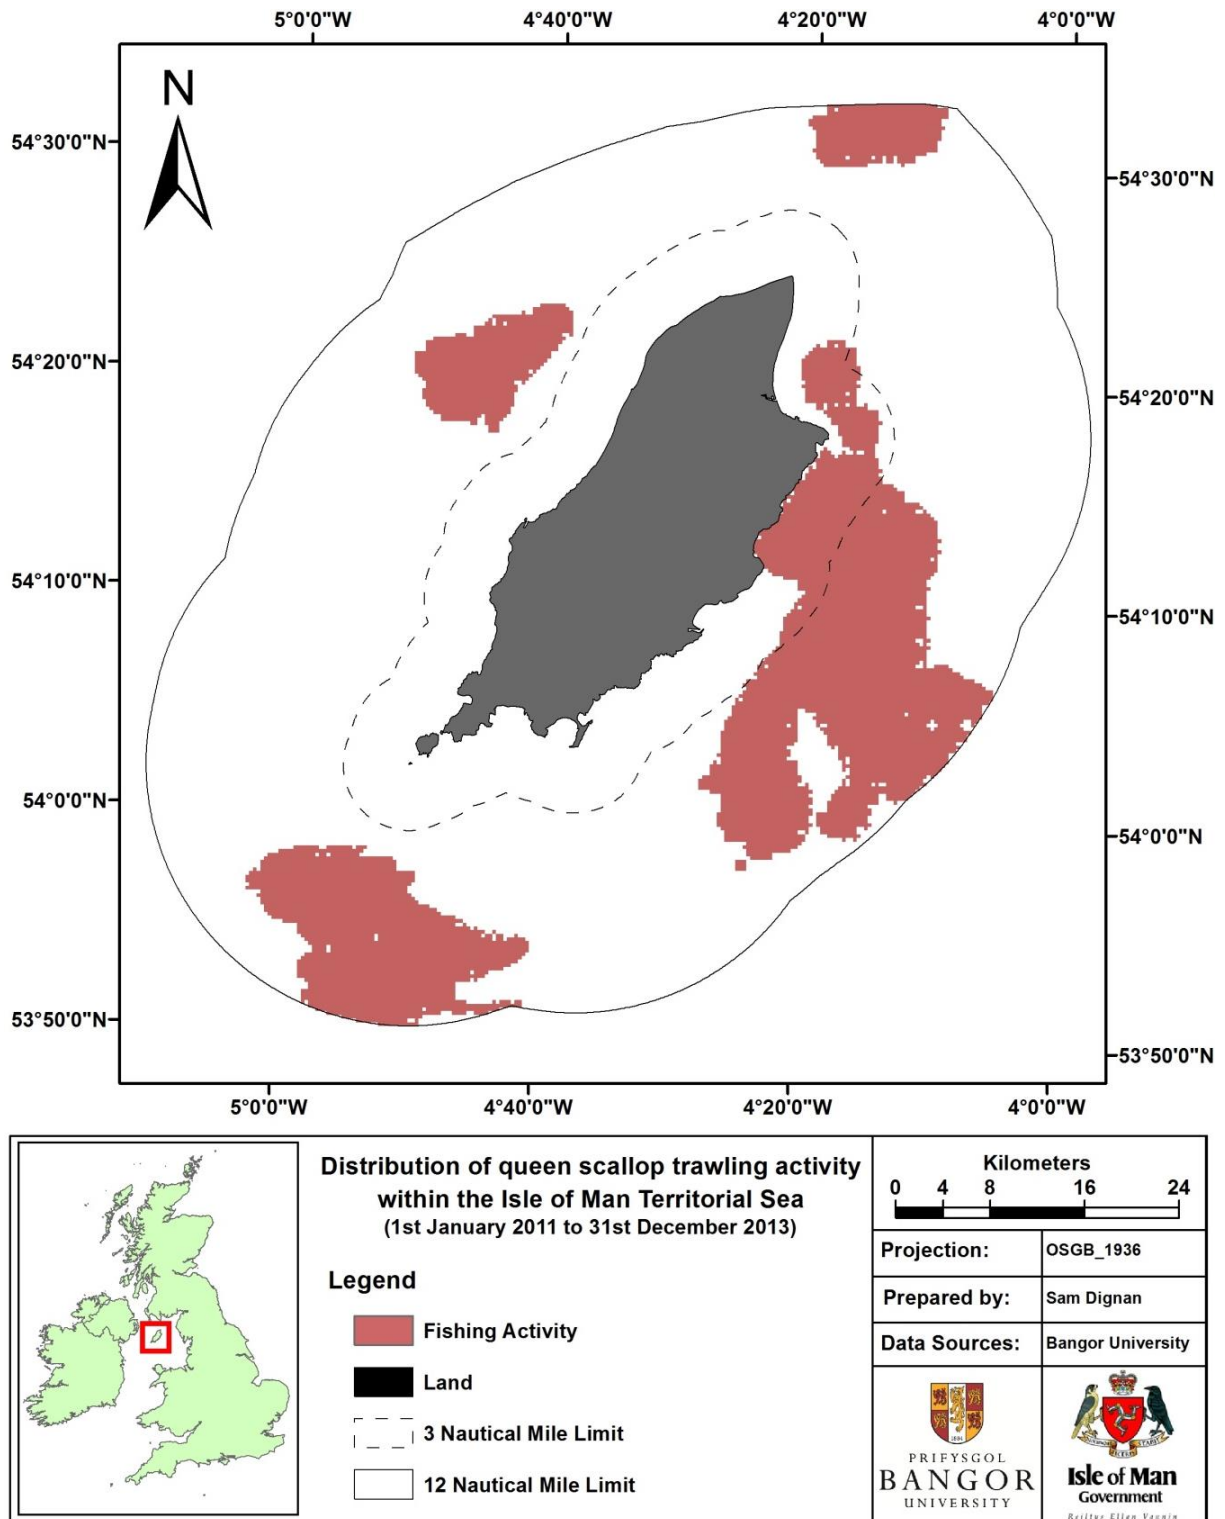 5°0'0"W 4°40'0"W 4°20'0"W 4°0'0"W
N
54°30'0"N
54°30'0"N
54°20'0"N
54°20'0"N
54°10'0"N
54°10'0"N
54°0'0"N
54°0'0"N
53°50'0"N
53°50'0"N
5°0'0"W 4°40'0"W 4°20'0"W 4°0'0"W
Distribution of queen scallop trawling activity
within the Isle of Man Territorial Sea
(1st January 2011 to 31st December 2013)
Legend
Fishing Activity
Land
3 Nautical Mile Limit
12 Nautical Mile Limit
Kilometers
0 4 8 16 24
Projection: OSGB_1936
Prepared by: Sam Dignan
Data Sources: Bangor University
PRIFYSGOL
BANGOR
UNIVERSITY
Isle of Man
Government
Reiltys Ellan Vannin